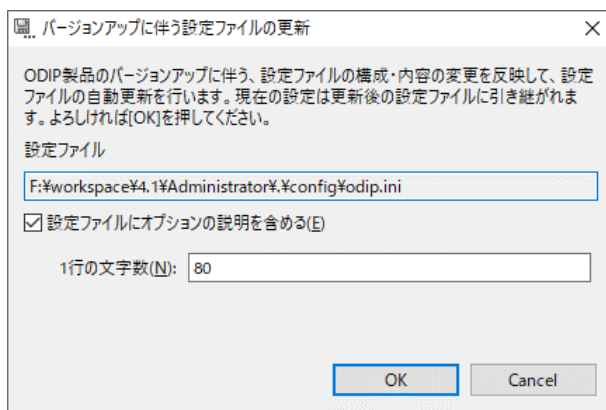 バージョンアップに伴う設定ファイルの更新
ODIP製品のバージョンアップに伴う、設定ファイルの構成・内容の変更を反映して、設定
ファイルの自動更新を行います。現在の設定は更新後の設定ファイルに引き継がれま
す。よろしければ[OK]を押してください。
設定ファイル
F:¥workspace¥4.1¥Administrator¥.¥config¥odip.ini
設定ファイルにオプションの説明を含める(E)
1行の文字数(N): 80
OK Cancel